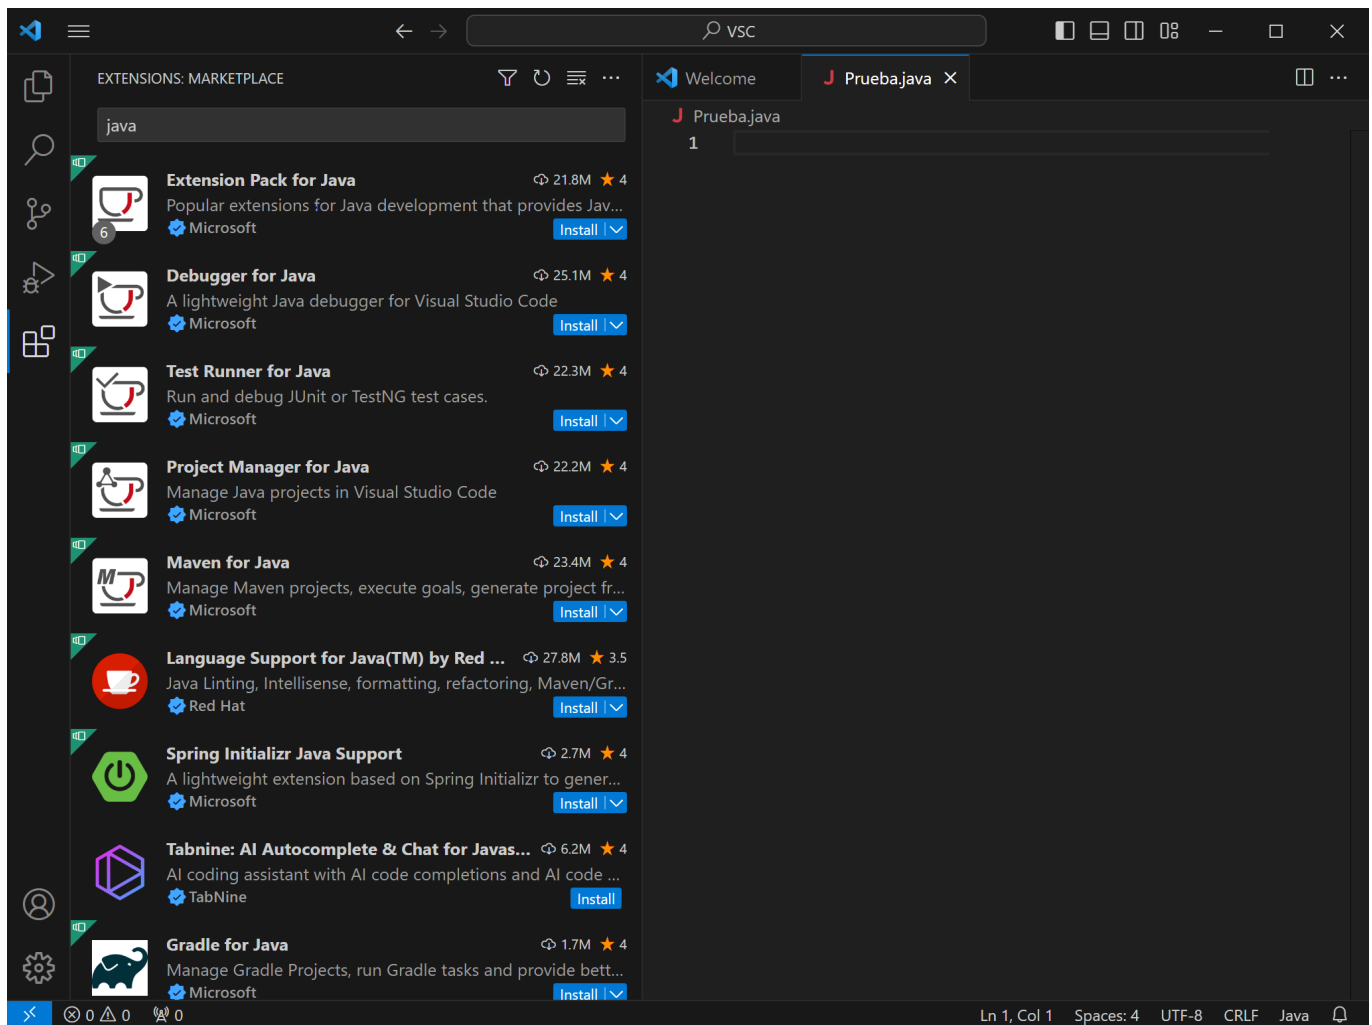 VSC
EXTENSIONS: MARKETPLACE
Welcome
J Prueba.java
java
J Prueba.java
1
Extension Pack for Java 21.8M ★ 4
Popular extensions for Java development that provides Jav...
6
Microsoft
Install
Debugger for Java 25.1M ★ 4
A lightweight Java debugger for Visual Studio Code
Microsoft
Install
Test Runner for Java 22.3M ★ 4
Run and debug JUnit or TestNG test cases.
Microsoft
Install
Project Manager for Java 22.2M ★ 4
Manage Java projects in Visual Studio Code
Microsoft
Install
Maven for Java 23.4M ★ 4
Manage Maven projects, execute goals, generate project fr...
M
Microsoft
Install
Language Support for Java(TM) by Red ... 27.8M ★ 3.5
Java Linting, Intellisense, formatting, refactoring, Maven/Gr...
Red Hat
Install
Spring Initializr Java Support 2.7M ★ 4
A lightweight extension based on Spring Initializr to gener...
Microsoft
Install
Tabnine: AI Autocomplete & Chat for Javas... 6.2M ★ 4
AI coding assistant with AI code completions and AI code ...
TabNine
Install
Gradle for Java 1.7M ★ 4
Manage Gradle Projects, run Gradle tasks and provide bett...
Microsoft
Install
0 0 0
Ln 1, Col 1 Spaces: 4 UTF-8 CRLF Java